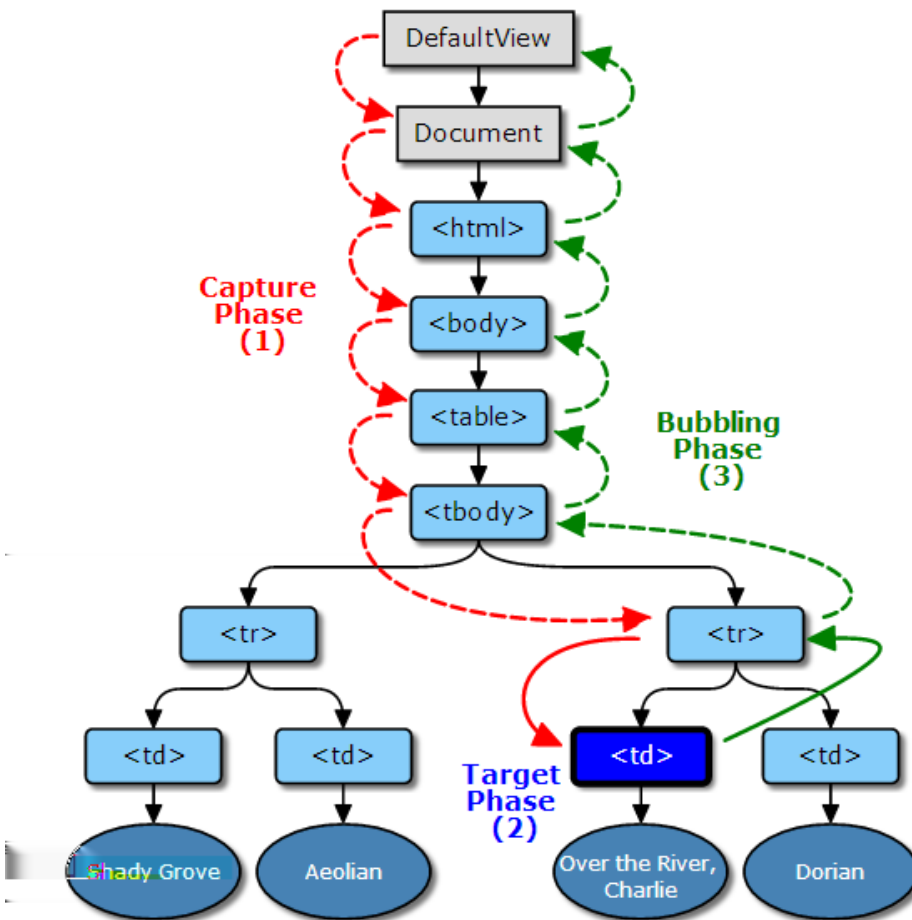 DefaultView
Document
<html>
Capture
Phase
(1)
<body>
<table>
Bubbling
Phase
(3)
<tbody>
<tr>
<tr>
<td>
<td>
<td>
<td>
Target
Phase
(2)
Shady Grove
Aeolian
Over the River,
Charlie
Dorian